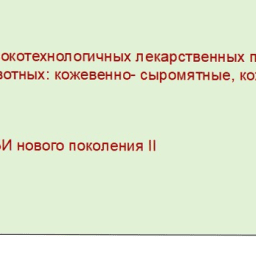 окотехнологичных лекарственных п
вотных: кожевенно- сыромятные, ко
И нового поколения II